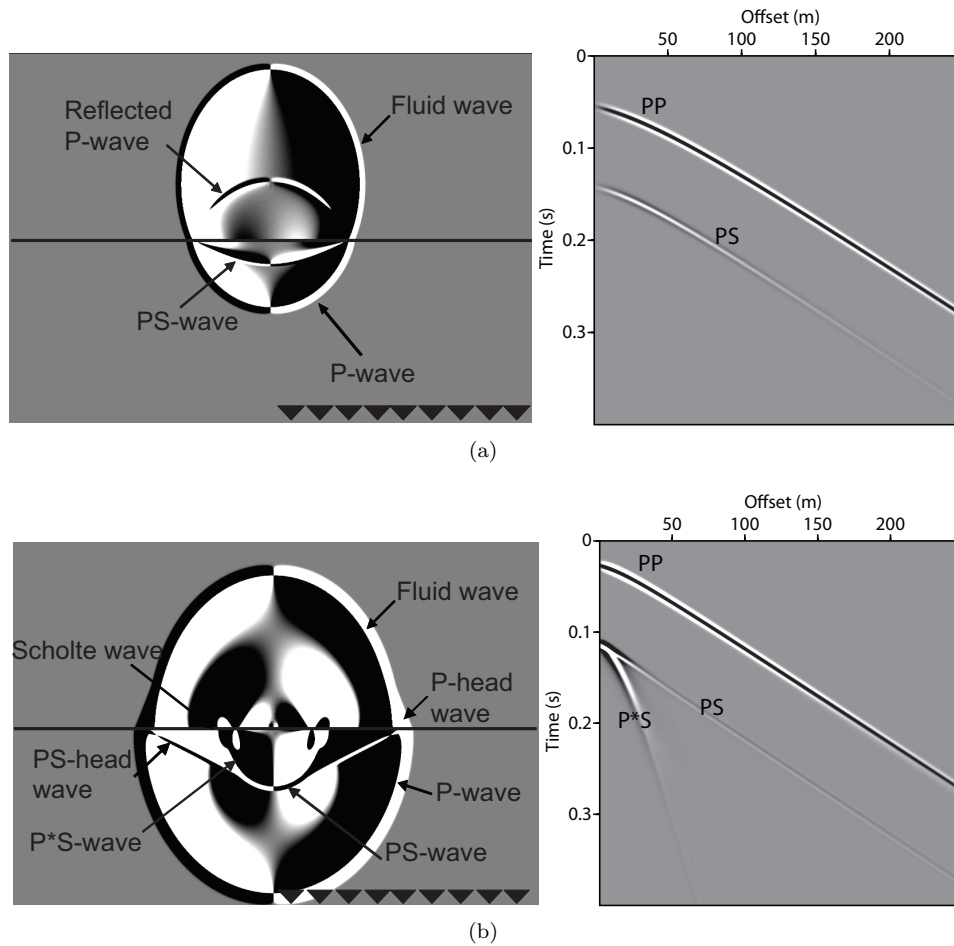 Reflected
P-wave
Fluid wave
PS-wave
P-wave
Offset (m)
50 100 150 200
0
0.1
0.2
0.3
Time (s)
PP
PS
(a)
Fluid wave
Scholte wave
P-head
wave
PS-head
wave
P-wave
P*S-wave
PS-wave
Offset (m)
50 100 150 200
0
0.1
0.2
0.3
Time (s)
PP
PS
P*S
(b)